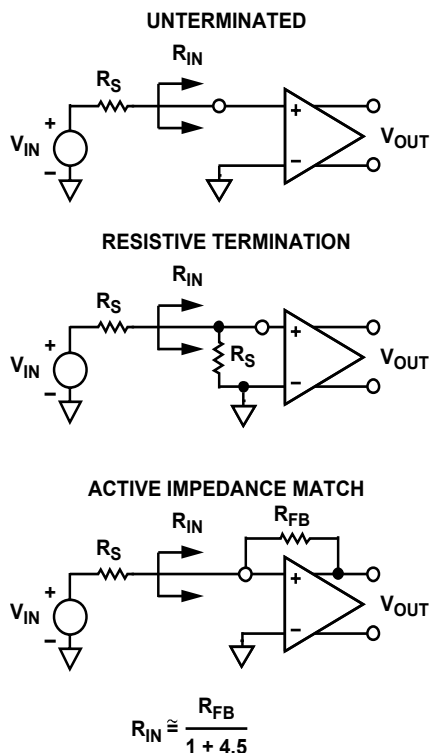 UNTERMINATED
R_IN
R_S
+
V_IN
–
+
–
V_OUT
RESISTIVE TERMINATION
R_IN
R_S
+
V_IN
–
R_S
+
–
V_OUT
ACTIVE IMPEDANCE MATCH
R_IN
R_FB
R_S
+
V_IN
–
+
–
V_OUT
R_IN ≅ R_FB / 1 + 4.5